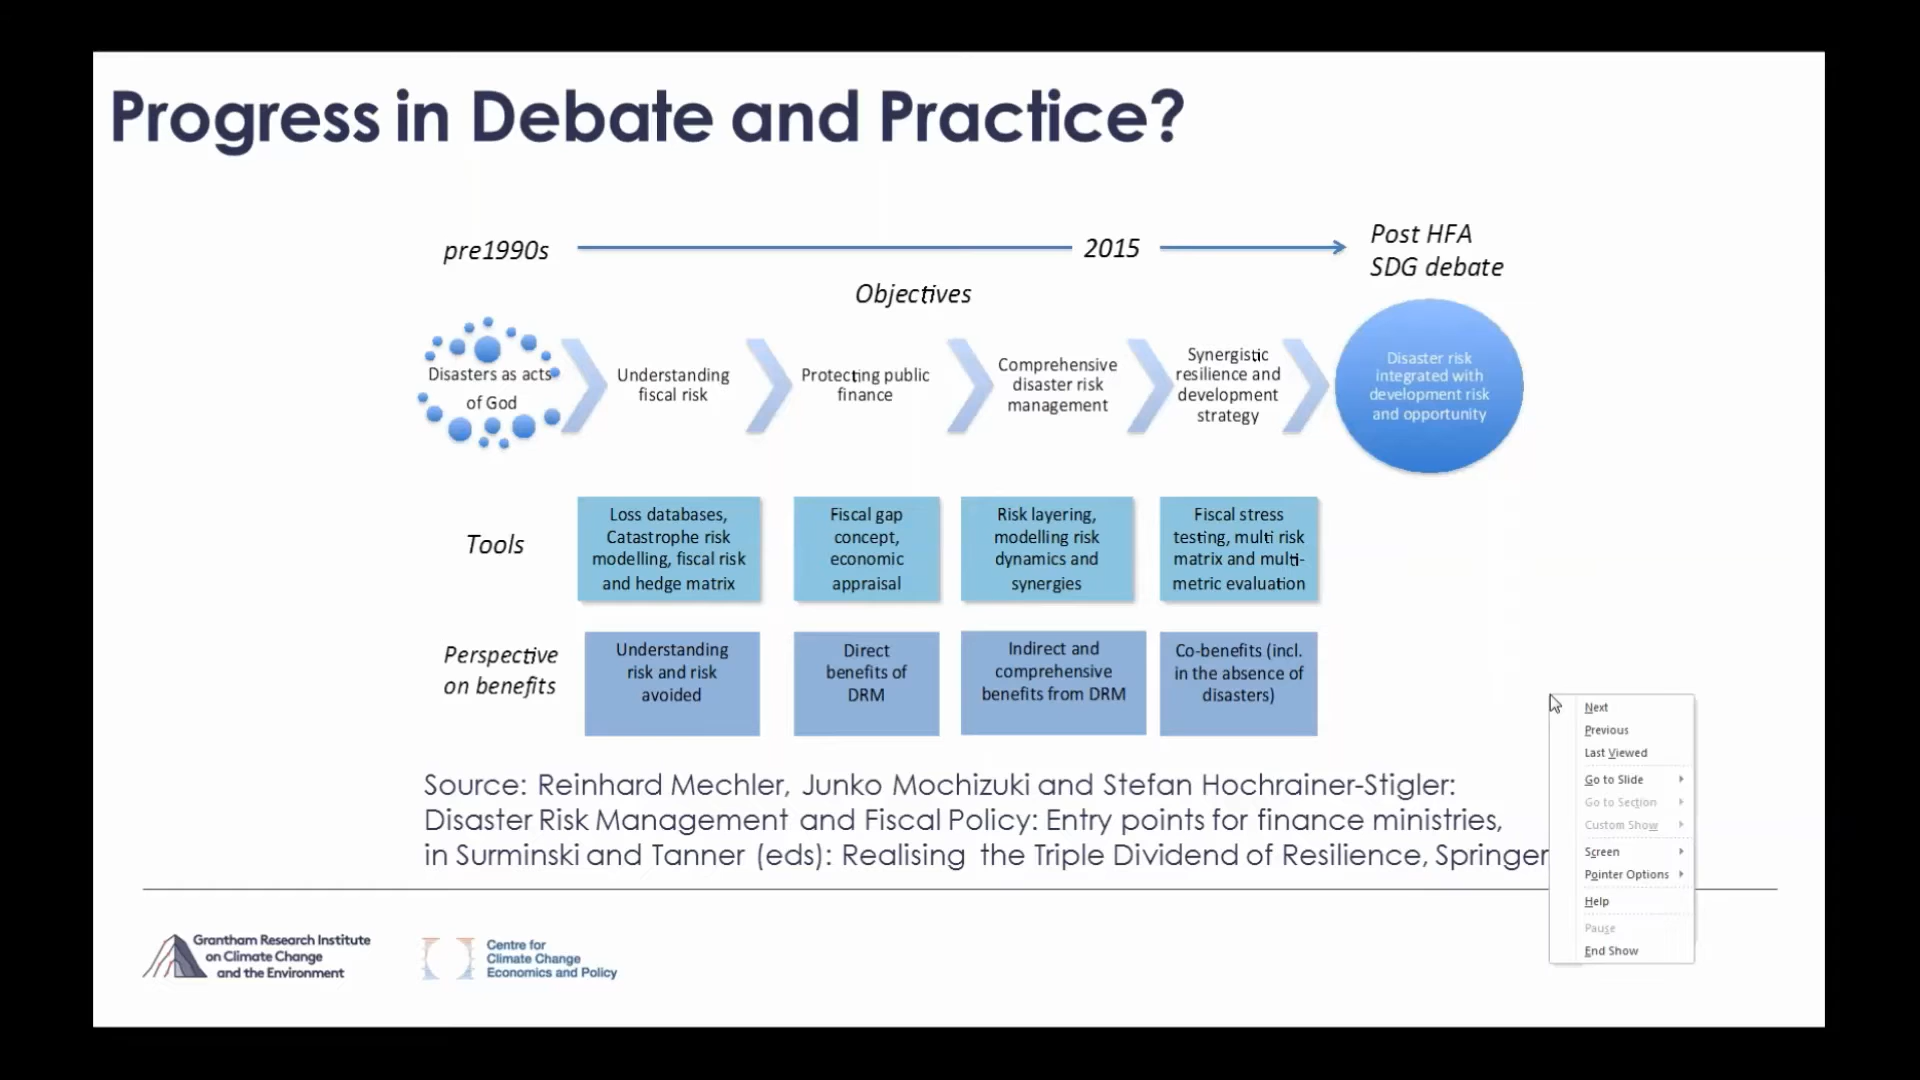 Progress in Debate and Practice?
pre1990s
2015
Post HFA
SDG debate
Objectives
Disasters as acts
of God
Understanding
fiscal risk
Protecting public
finance
Comprehensive
disaster risk
management
Synergistic
resilience and
development
strategy
Disaster risk
integrated with
development risk
and opportunity
Tools
Loss databases,
Catastrophe risk
modelling, fiscal risk
and hedge matrix
Fiscal gap
concept,
economic
appraisal
Risk layering,
modelling risk
dynamics and
synergies
Fiscal stress
testing, multi risk
matrix and multi-
metric evaluation
Perspective
on benefits
Understanding
risk and risk
avoided
Direct
benefits of
DRM
Indirect and
comprehensive
benefits from DRM
Co-benefits (incl.
in the absence of
disasters)
Source: Reinhard Mechler, Junko Mochizuki and Stefan Hochrainer-Stigler:
Disaster Risk Management and Fiscal Policy: Entry points for finance ministries,
in Surminski and Tanner (eds): Realising the Triple Dividend of Resilience, Springer
Next
Previous
Last Viewed
Go to Slide
Go to Section
Custom Show
Screen
Pointer Options
Help
Pause
End Show
Grantham Research Institute
on Climate Change
and the Environment
Centre for
Climate Change
Economics and Policy